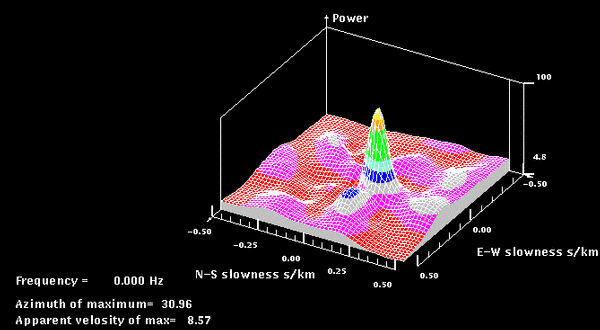 Power
100
4.8
-0.50
0.00
0.50
E-W slowness s/km
-0.50
-0.25
0.00
0.25
0.50
N-S slowness s/km
Frequency = 0.000 Hz
Azimuth of maximum= 30.96
Apparent velosity of max= 8.57